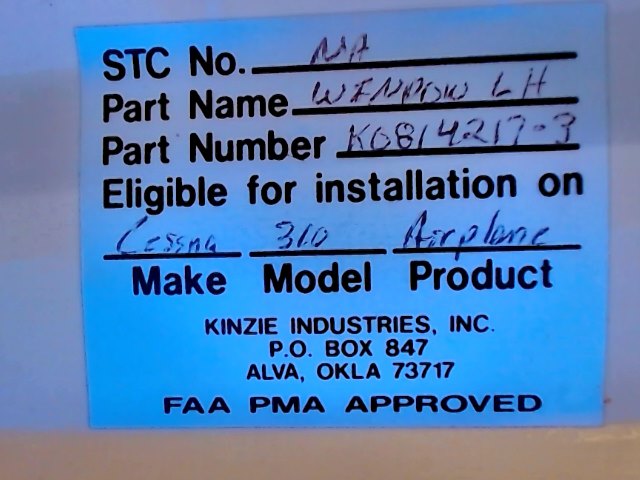 STC No. NA
Part Name WINDOW LH
Part Number K0814217-3
Eligible for installation on
Cessna 310 Airplane
Make Model Product
KINZIE INDUSTRIES, INC.
P.O. BOX 847
ALVA, OKLA 73717
FAA PMA APPROVED